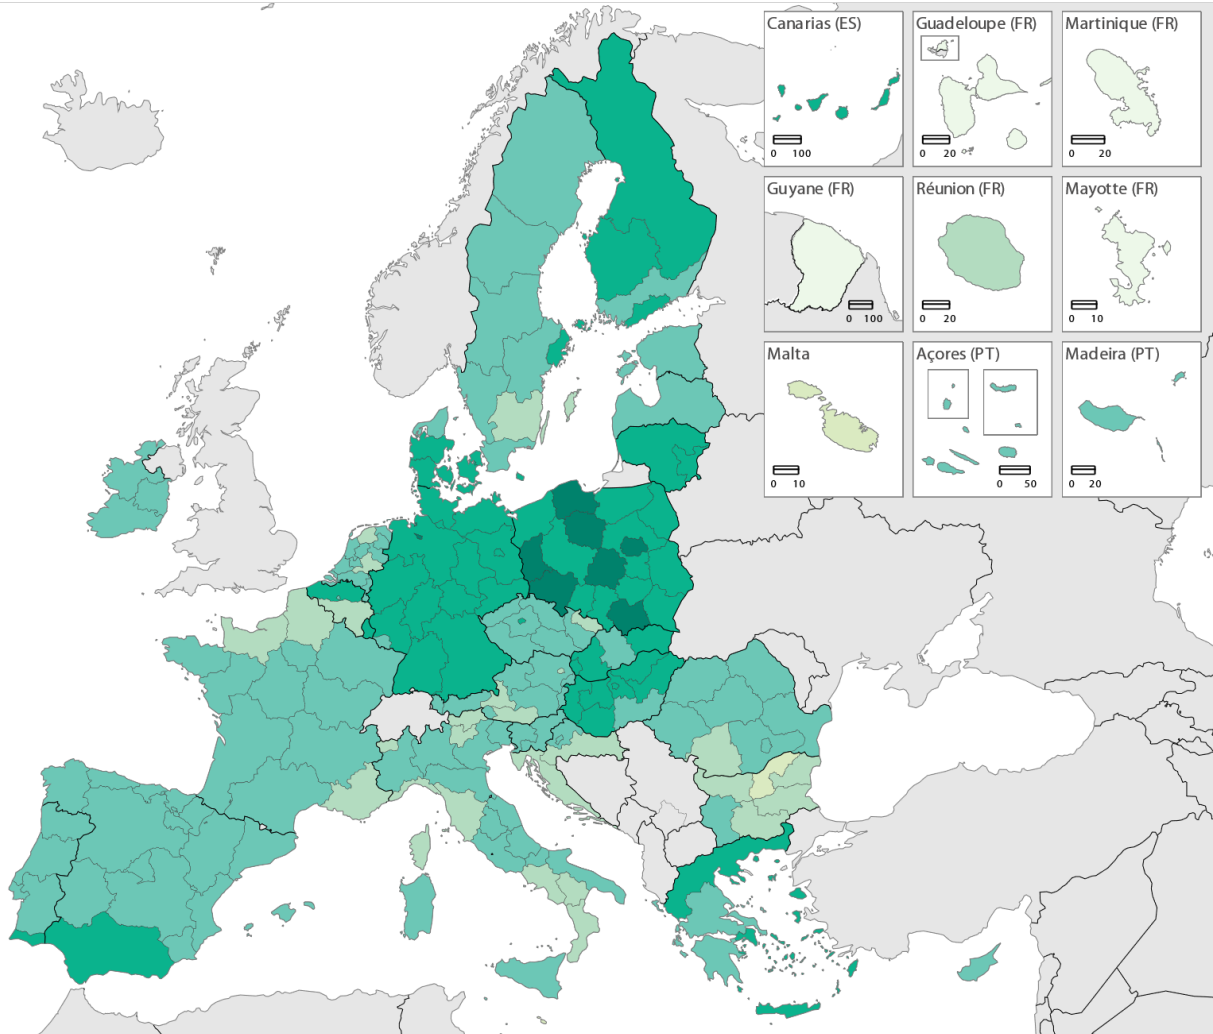 Canarias (ES)
0 100
Guadeloupe (FR)
0 20
Martinique (FR)
0 20
Guyane (FR)
0 100
Réunion (FR)
0 20
Mayotte (FR)
0 10
Malta
0 10
Açores (PT)
0 50
Madeira (PT)
0 20